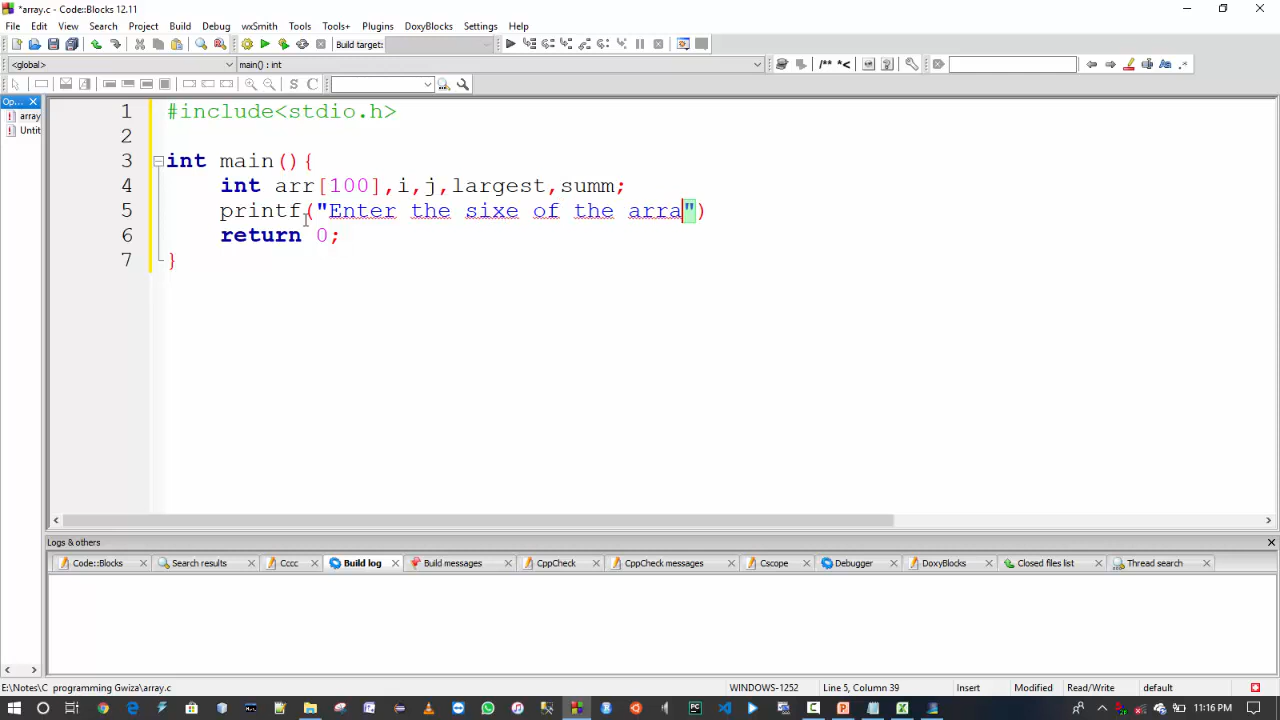 *array.c - Code::Blocks 12.11
File Edit View Search Project Build Debug wxSmith Tools Tools+ Plugins DoxyBlocks Settings Help
Build target:
<global> main() : int /** *<
Op...
array
Untit
1 #include<stdio.h>
2
3 int main(){
4 int arr[100],i,j,largest,summ;
5 printf("Enter the sixe of the arra")
6 return 0;
7 }
Logs & others
Code::Blocks Search results Cccc Build log Build messages CppCheck CppCheck messages Cscope Debugger DoxyBlocks Closed files list Thread search
E:\Notes\C programming Gwiza\array.c WINDOWS-1252 Line 5, Column 39 Insert Modified Read/Write default
11:16 PM